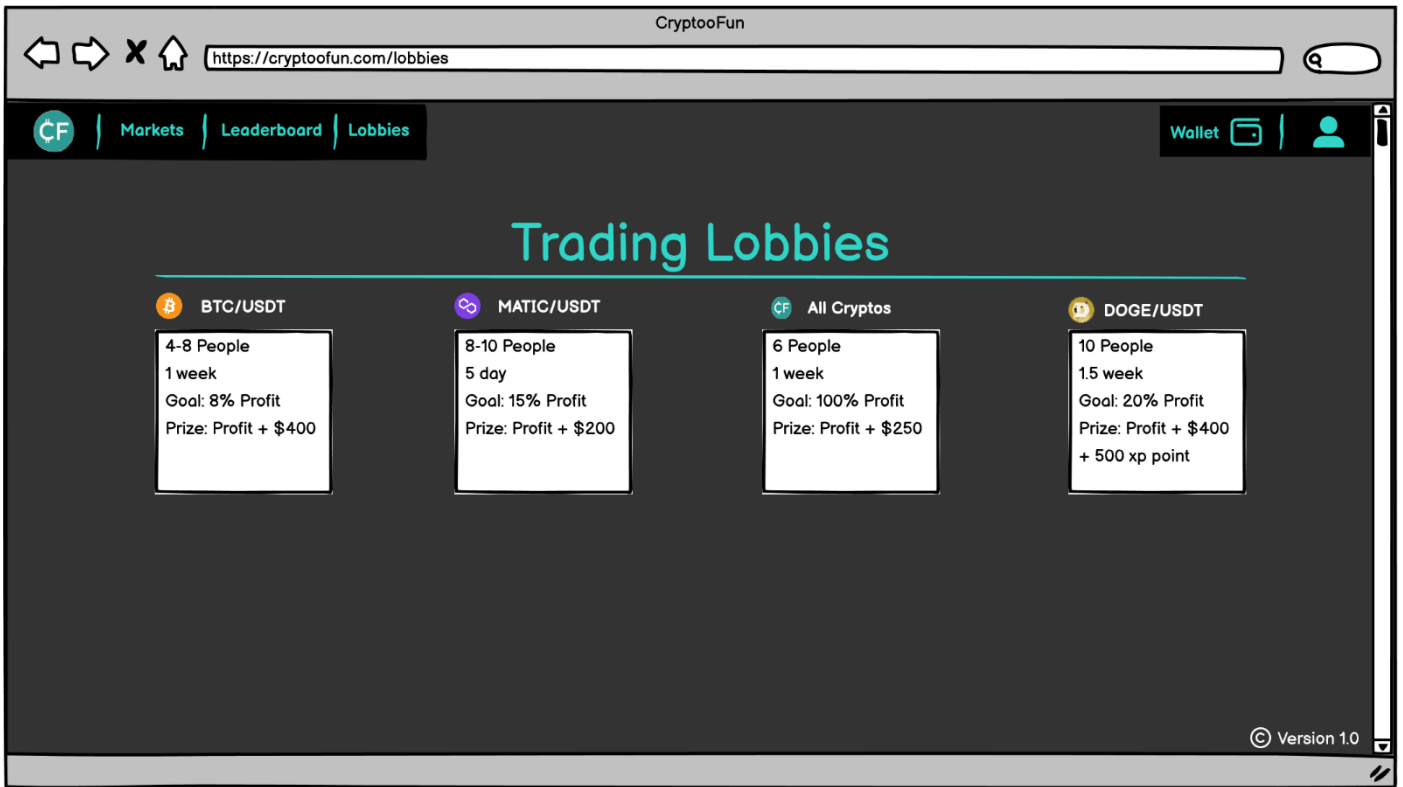 CryptooFun
https://cryptoofun.com/lobbies
CF Markets Leaderboard Lobbies Wallet
Trading Lobbies
BTC/USDT
4-8 People
1 week
Goal: 8% Profit
Prize: Profit + $400
MATIC/USDT
8-10 People
5 day
Goal: 15% Profit
Prize: Profit + $200
CF All Cryptos
6 People
1 week
Goal: 100% Profit
Prize: Profit + $250
DOGE/USDT
10 People
1.5 week
Goal: 20% Profit
Prize: Profit + $400
+ 500 xp point
© Version 1.0